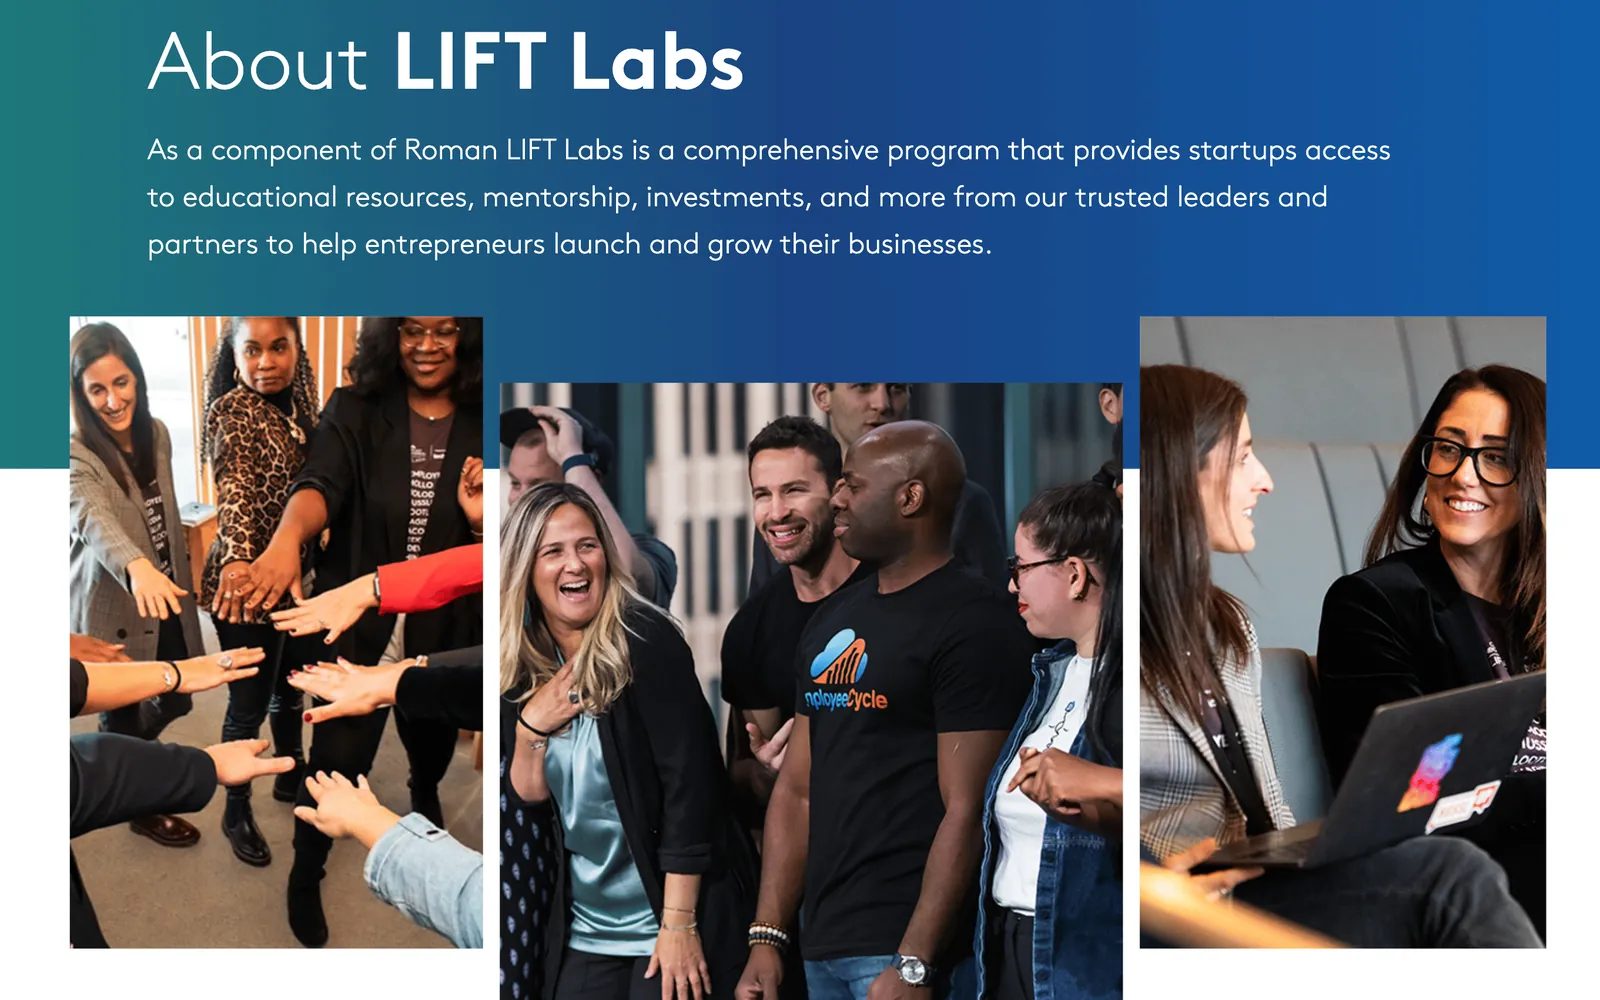 About LIFT Labs
As a component of Roman LIFT Labs is a comprehensive program that provides startups access
to educational resources, mentorship, investments, and more from our trusted leaders and
partners to help entrepreneurs launch and grow their businesses.
mployeeCycle